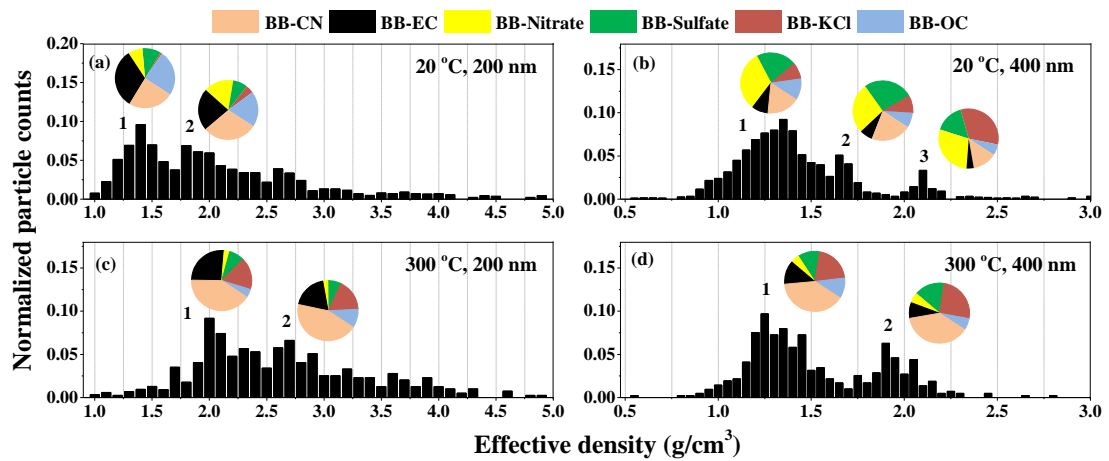 BB-CN BB-EC BB-Nitrate BB-Sulfate BB-KCl BB-OC
Normalized particle counts
0.20
0.15
0.10
0.05
0.00
(a)
20 °C, 200 nm
1
2
1.0 1.5 2.0 2.5 3.0 3.5 4.0 4.5 5.0
0.15
0.10
0.05
0.00
(b)
20 °C, 400 nm
1
2
3
0.5 1.0 1.5 2.0 2.5 3.0
0.15
0.10
0.05
0.00
(c)
300 °C, 200 nm
1
2
1.0 1.5 2.0 2.5 3.0 3.5 4.0 4.5 5.0
0.15
0.10
0.05
0.00
(d)
300 °C, 400 nm
1
2
0.5 1.0 1.5 2.0 2.5 3.0
Effective density (g/cm³)